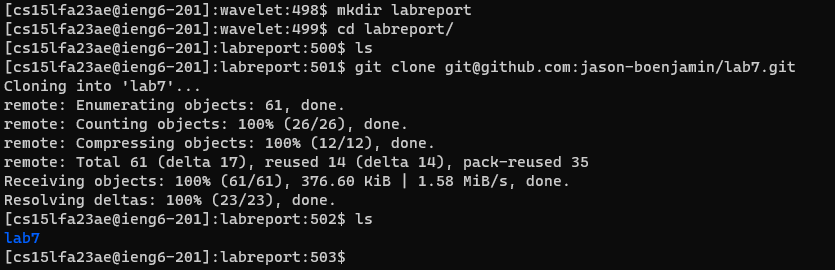 [cs15lfa23ae@ieng6-201]:wavelet:498$ mkdir labreport
[cs15lfa23ae@ieng6-201]:wavelet:499$ cd labreport/
[cs15lfa23ae@ieng6-201]:labreport:500$ ls
[cs15lfa23ae@ieng6-201]:labreport:501$ git clone git@github.com:jason-boenjamin/lab7.git
Cloning into 'lab7'...
remote: Enumerating objects: 61, done.
remote: Counting objects: 100% (26/26), done.
remote: Compressing objects: 100% (12/12), done.
remote: Total 61 (delta 17), reused 14 (delta 14), pack-reused 35
Receiving objects: 100% (61/61), 376.60 KiB | 1.58 MiB/s, done.
Resolving deltas: 100% (23/23), done.
[cs15lfa23ae@ieng6-201]:labreport:502$ ls
lab7
[cs15lfa23ae@ieng6-201]:labreport:503$